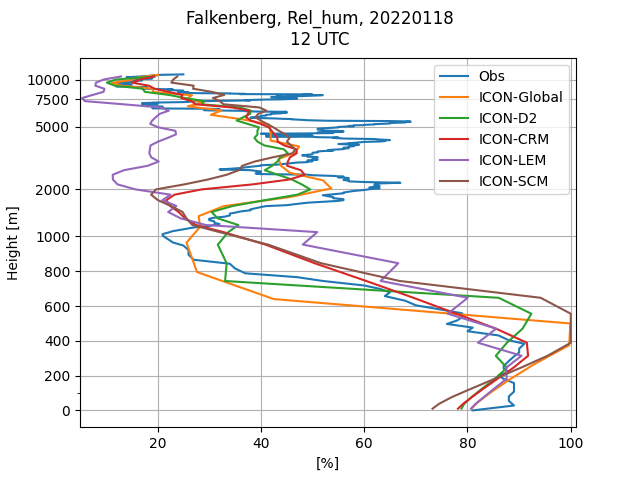 Falkenberg, Rel_hum, 20220118
12 UTC
Obs
ICON-Global
ICON-D2
ICON-CRM
ICON-LEM
ICON-SCM
Height [m]
10000
7500
5000
2000
1000
800
600
400
200
0
20 40 60 80 100
[%]